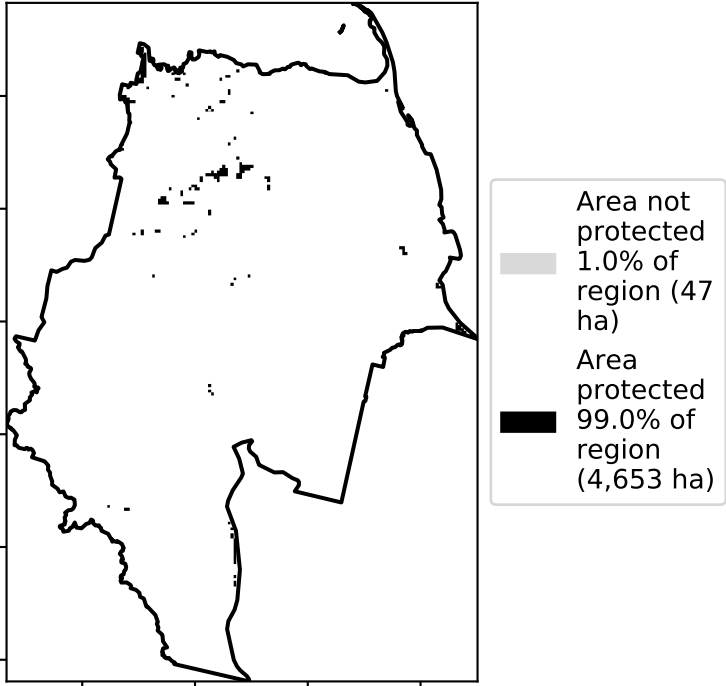 Area not
protected
1.0% of
region (47
ha)
Area
protected
99.0% of
region
(4,653 ha)